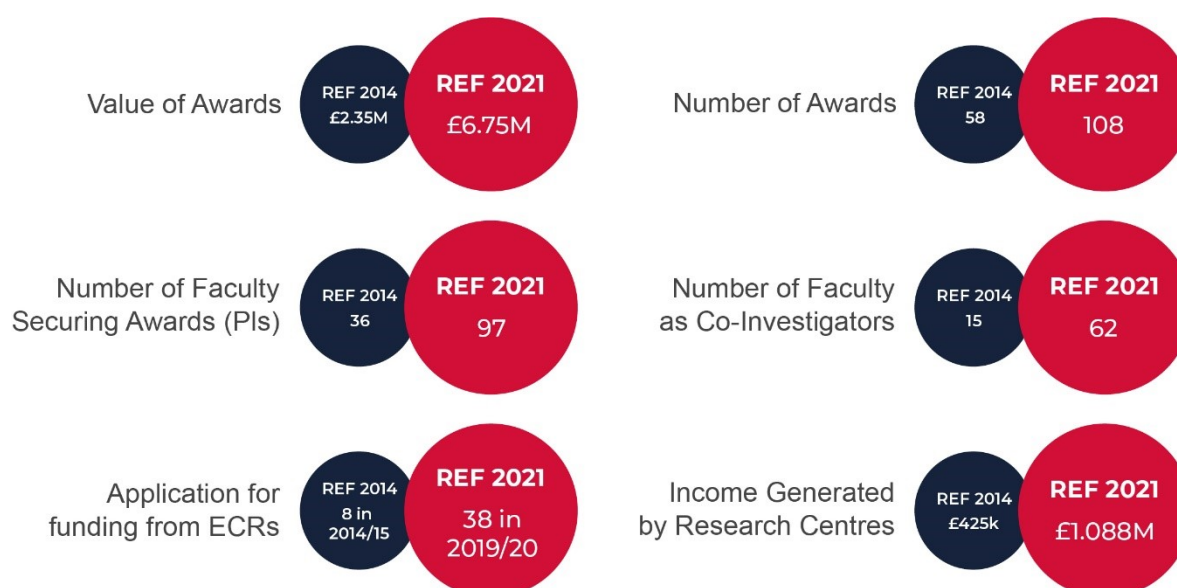 Value of Awards
REF 2014
£2.35M
REF 2021
£6.75M
Number of Awards
REF 2014
58
REF 2021
108
Number of Faculty
Securing Awards (PIs)
REF 2014
36
REF 2021
97
Number of Faculty
as Co-Investigators
REF 2014
15
REF 2021
62
Application for
funding from ECRs
REF 2014
8 in
2014/15
REF 2021
38 in
2019/20
Income Generated
by Research Centres
REF 2014
£425k
REF 2021
£1.088M